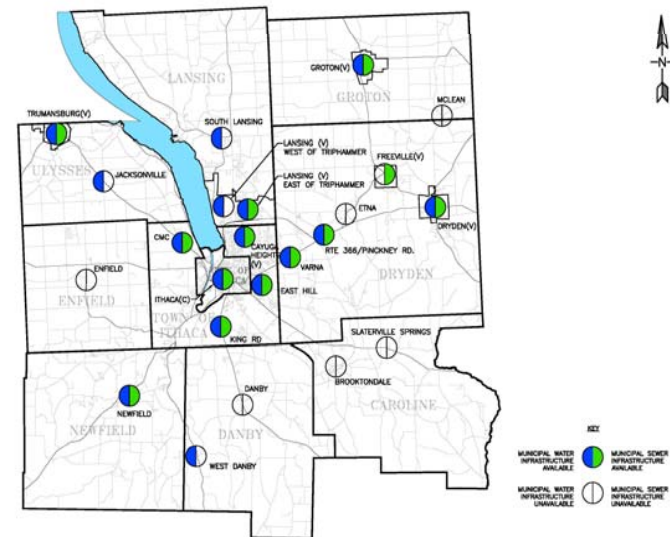 N
LANSING
GROTON(V)
GROTON
MCLEAN
TRUMANSBURG(V)
SOUTH LANSING
ULYSSES
JACKSONVILLE
LANSING (V)
WEST OF TRIPHAMMER
LANSING (V)
EAST OF TRIPHAMMER
FREEVILLE(V)
ETNA
DRYDEN(V)
CMC
CAYUGA
HEIGHTS
(V)
RTE 366/PINCKNEY RD.
VARNA
DRYDEN
ENFIELD
ENFIELD
OF
ITHACA(C)
EAST HILL
TOWN OF
ITHACA
KING RD
SLATERVILLE SPRINGS
BROOKTONDALE
CAROLINE
NEWFIELD
NEWFIELD
DANBY
DANBY
WEST DANBY
KEY
MUNICIPAL WATER
INFRASTRUCTURE
AVAILABLE
MUNICIPAL SEWER
INFRASTRUCTURE
AVAILABLE
MUNICIPAL WATER
INFRASTRUCTURE
UNAVAILABLE
MUNICIPAL SEWER
INFRASTRUCTURE
UNAVAILABLE